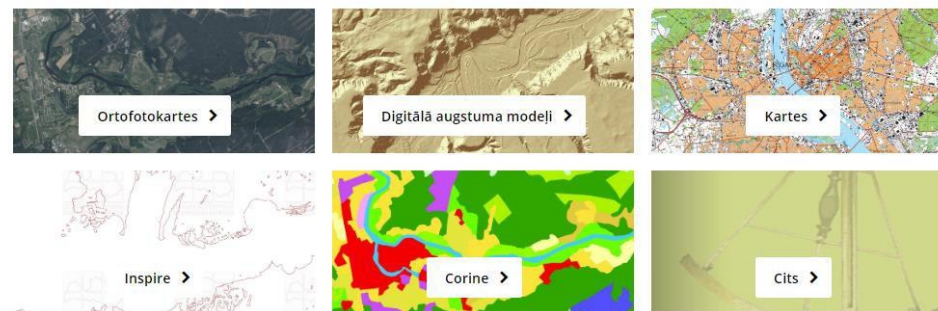 Ortofotokartes
Digitālā augstuma modeļi
Kartes
Inspire
Corine
Cits